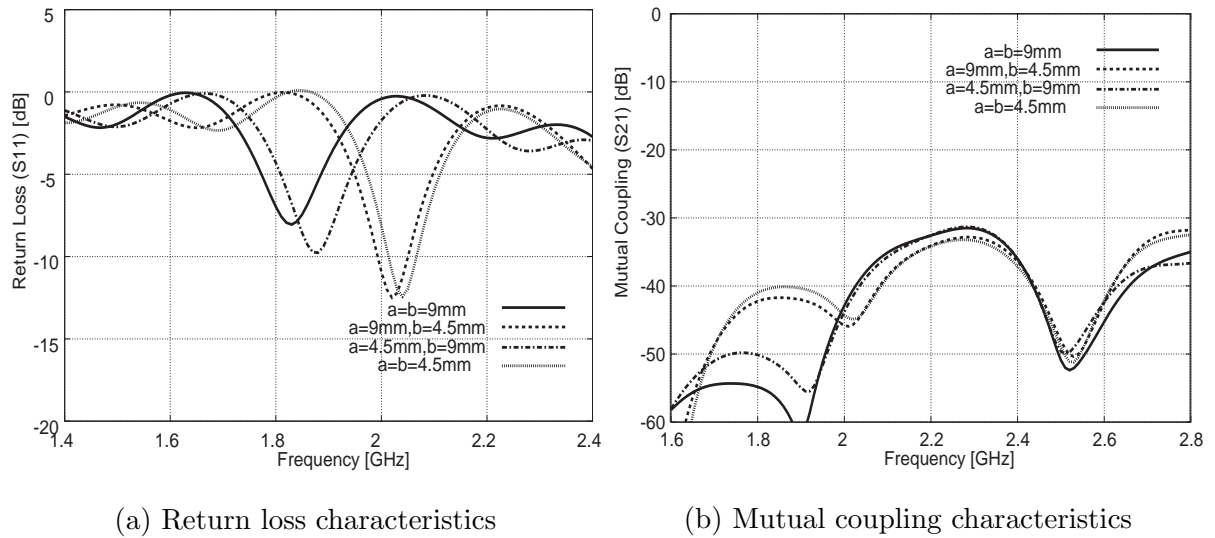 5
0
-5
-10
-15
-20
1.4
1.6
1.8
2
2.2
2.4
Return Loss (S11) [dB]
Frequency [GHz]
a=b=9mm
a=9mm,b=4.5mm
a=4.5mm,b=9mm
a=b=4.5mm
(a) Return loss characteristics
0
-10
-20
-30
-40
-50
-60
1.6
1.8
2
2.2
2.4
2.6
2.8
Mutual Coupling (S21) [dB]
Frequency [GHz]
a=b=9mm
a=9mm,b=4.5mm
a=4.5mm,b=9mm
a=b=4.5mm
(b) Mutual coupling characteristics